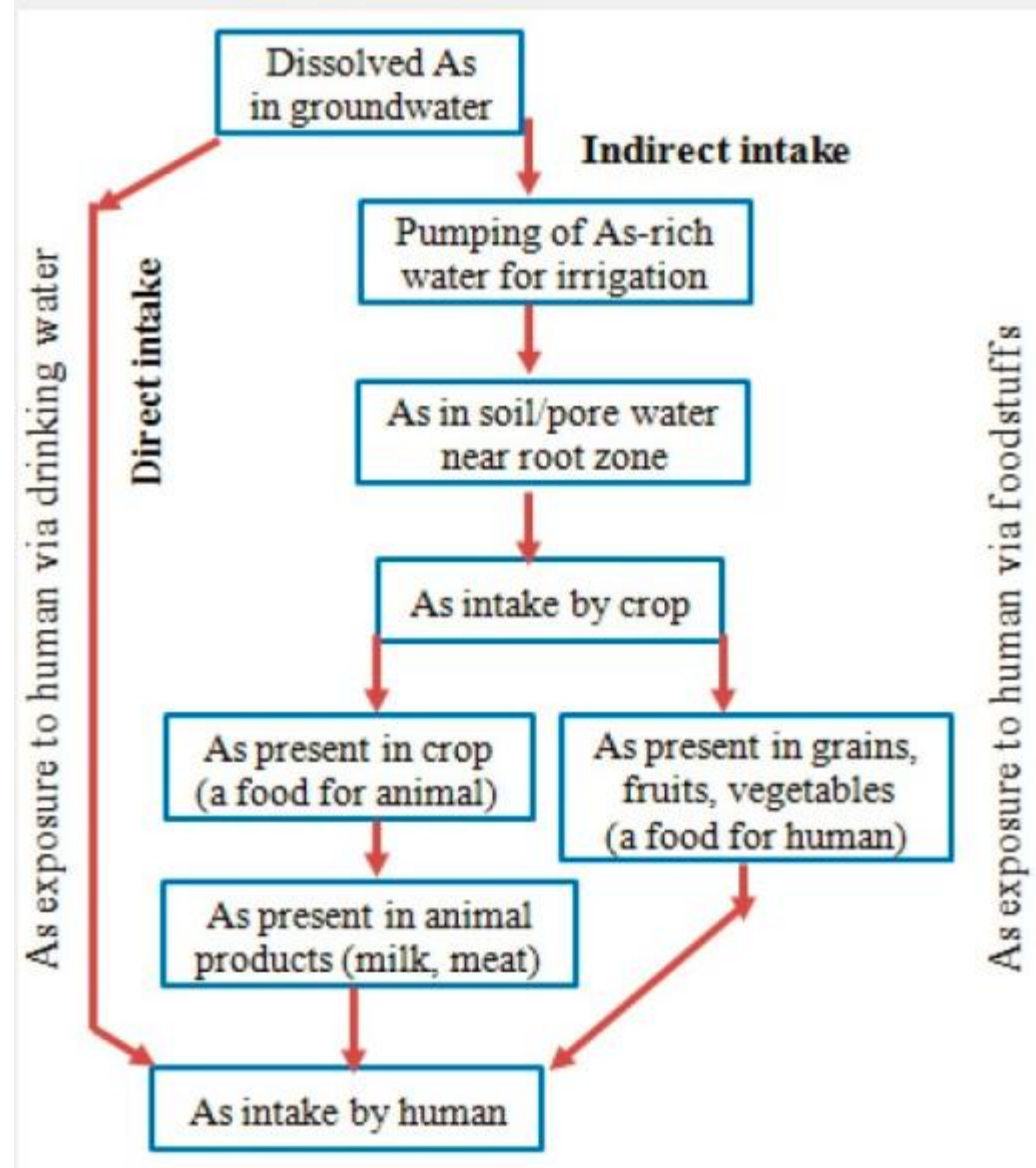 Dissolved As
in groundwater
Indirect intake
Pumping of As-rich
water for irrigation
As exposure to human via drinking water
Direct intake
As in soil/pore water
near root zone
As exposure to human via foodstuffs
As intake by crop
As present in crop
(a food for animal)
As present in grains,
fruits, vegetables
(a food for human)
As present in animal
products (milk, meat)
As intake by human